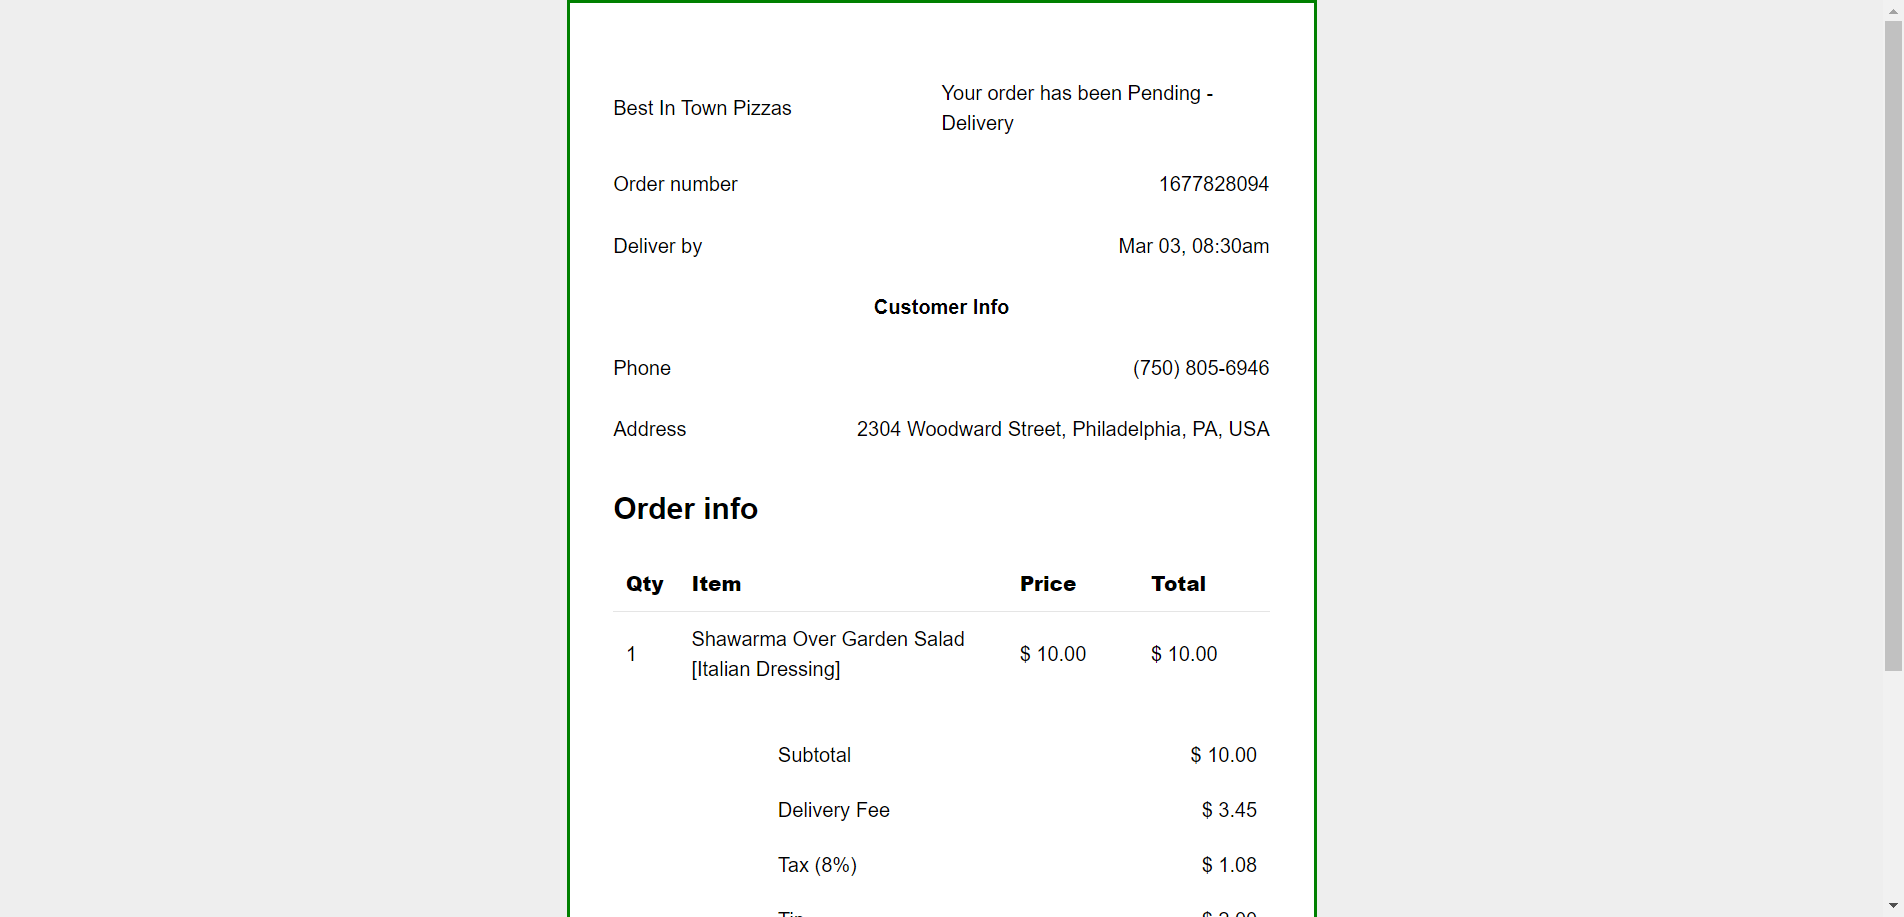 Best In Town Pizzas
Your order has been Pending -
Delivery
Order number 1677828094
Deliver by Mar 03, 08:30am
Customer Info
Phone (750) 805-6946
Address 2304 Woodward Street, Philadelphia, PA, USA
Order info
Qty Item Price Total
1 Shawarma Over Garden Salad [Italian Dressing] $ 10.00 $ 10.00
Subtotal $ 10.00
Delivery Fee $ 3.45
Tax (8%) $ 1.08